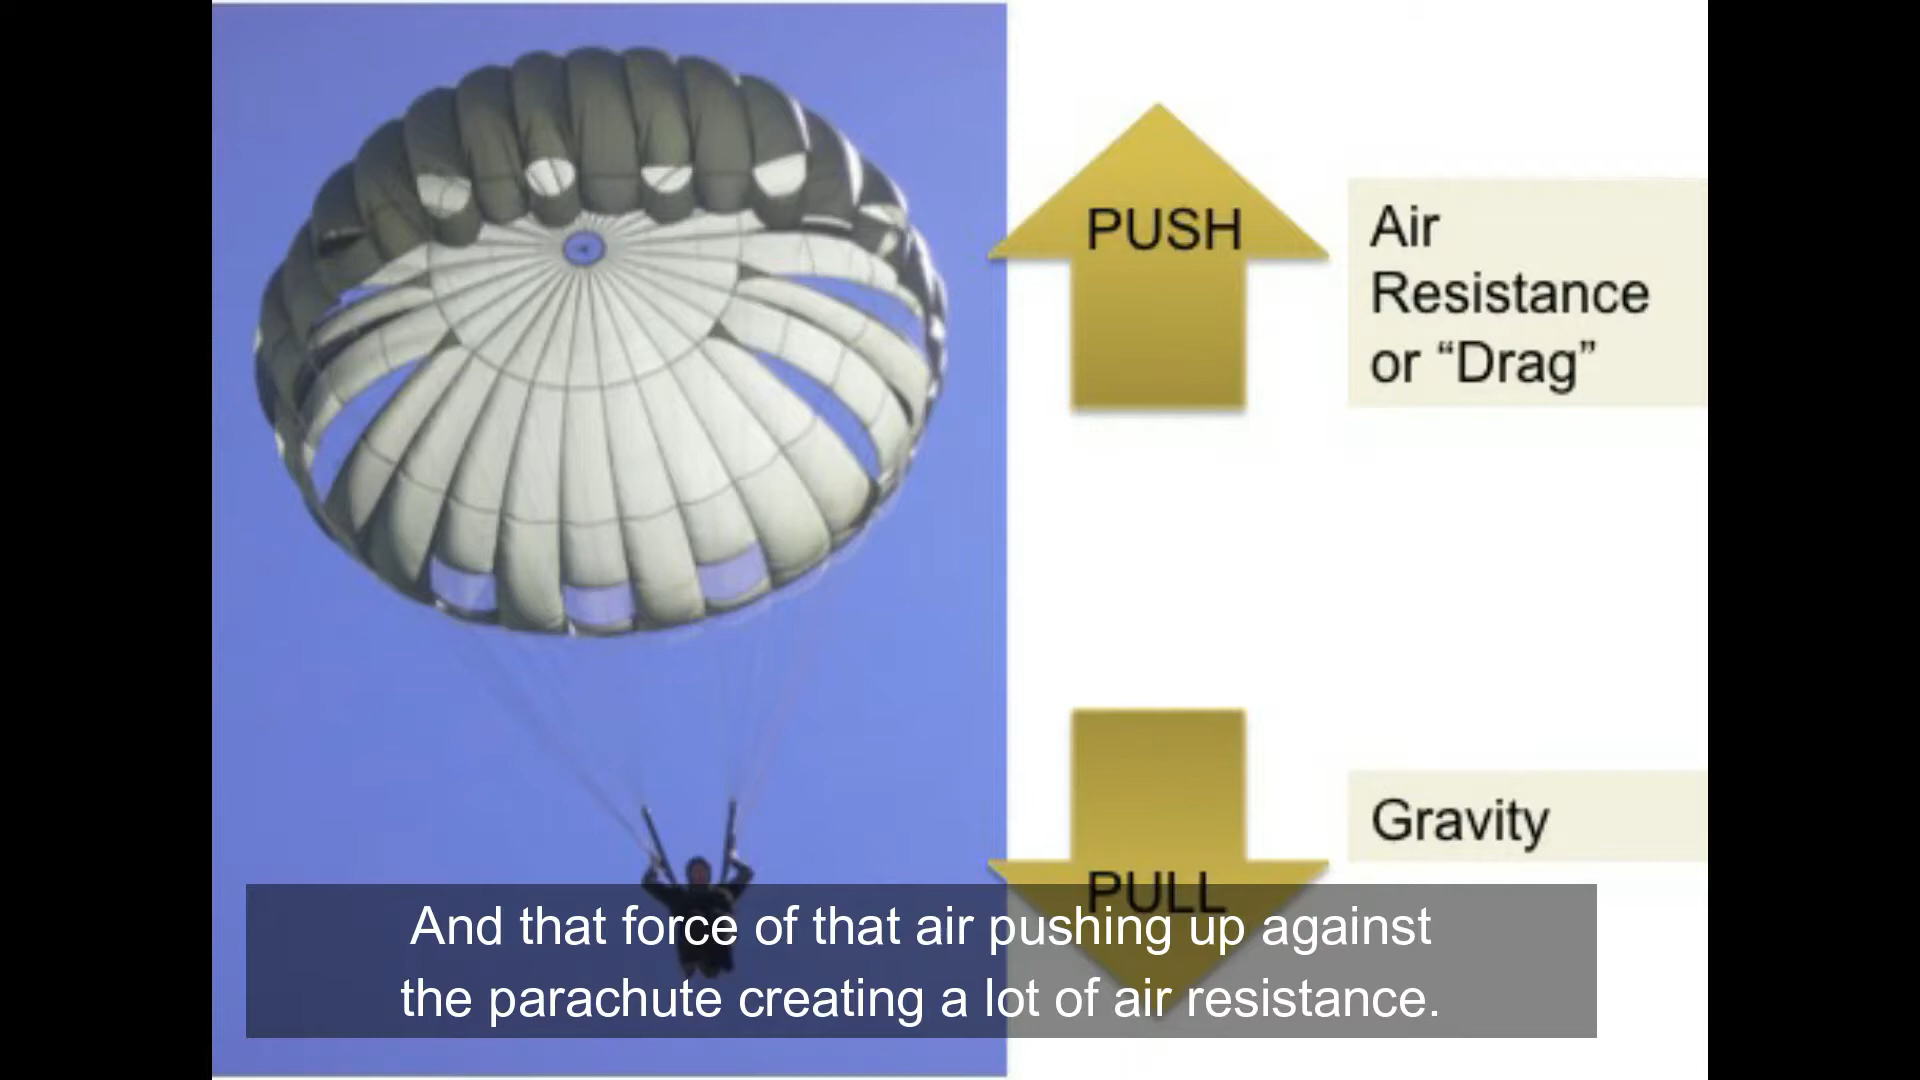 PUSH
Air
Resistance
or “Drag”
Gravity
PULL
And that force of that air pushing up against
the parachute creating a lot of air resistance.